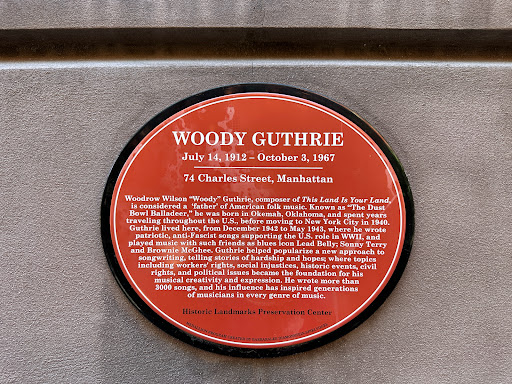 WOODY GUTHRIE
July 14, 1912 – October 3, 1967
74 Charles Street, Manhattan
Woodrow Wilson "Woody" Guthrie, composer of This Land Is Your Land,
is considered a 'father' of American folk music. Known as "The Dust
Bowl Balladeer," he was born in Okemah, Oklahoma, and spent years
traveling throughout the U.S., before moving to New York City in 1940.
Guthrie lived here, from December 1942 to May 1943, where he wrote
patriotic, anti-Fascist songs supporting the U.S. role in WWII, and
played music with such friends as blues icon Lead Belly; Sonny Terry
and Brownie McGhee. Guthrie helped popularize a new approach to
songwriting, telling stories of hardship and hopes; where topics
including workers' rights, social injustices, historic events, civil
rights, and political issues became the foundation for his
musical creativity and expression. He wrote more than
3000 songs, and his influence has inspired generations
of musicians in every genre of music.
Historic Landmarks Preservation Center